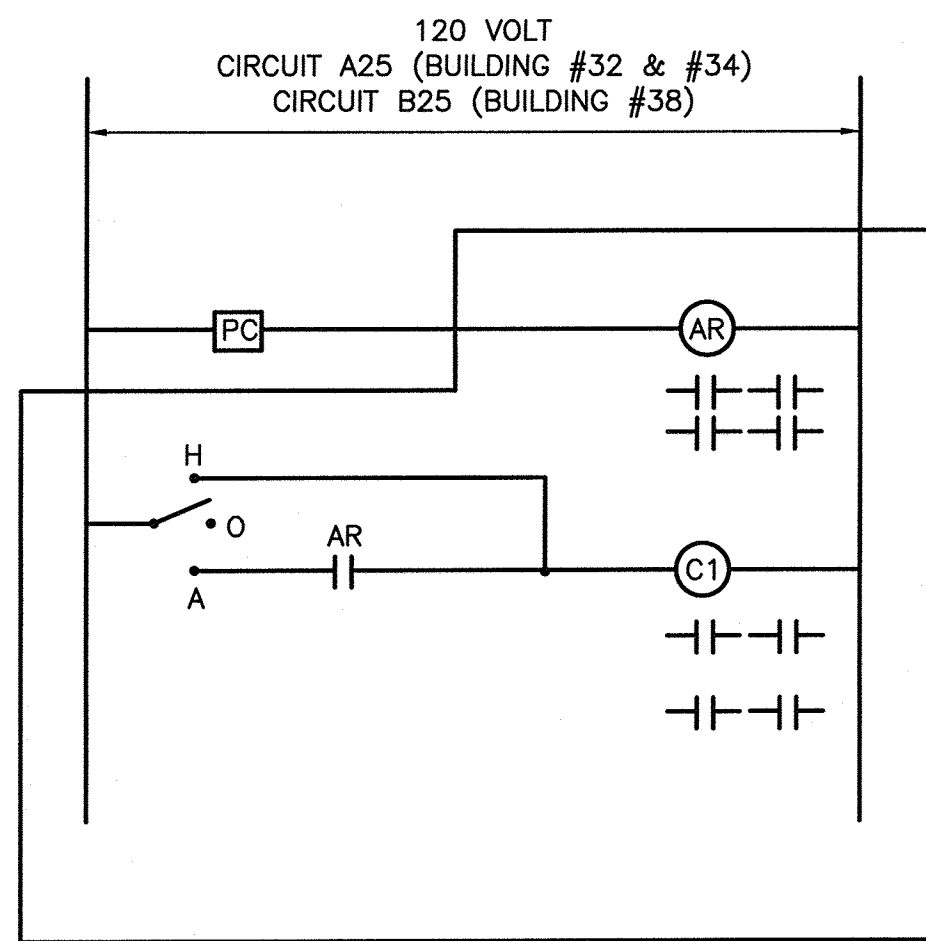 120 VOLT
CIRCUIT A25 (BUILDING #32 & #34)
CIRCUIT B25 (BUILDING #38)
PC
AR
H
O
AR
A
C1